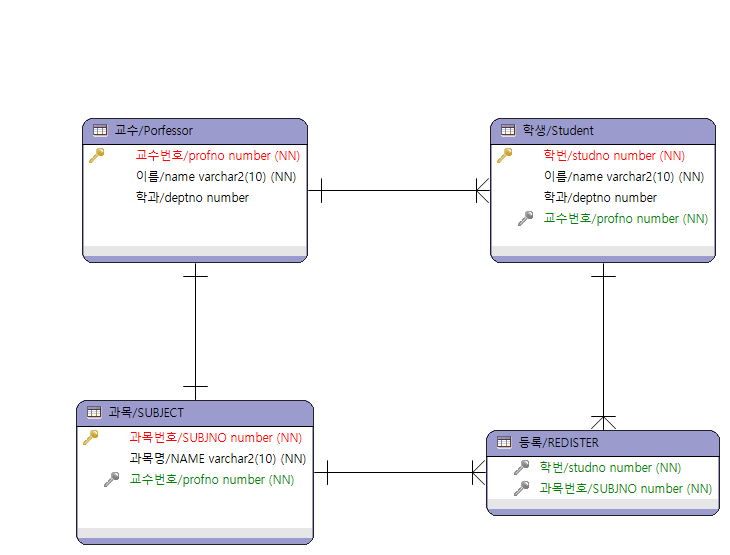 교수/Porfessor
교수번호/profno number (NN)
이름/name varchar2(10) (NN)
학과/deptno number
학생/Student
학번/studno number (NN)
이름/name varchar2(10) (NN)
학과/deptno number
교수번호/profno number (NN)
과목/SUBJECT
과목번호/SUBJNO number (NN)
과목명/NAME varchar2(10) (NN)
교수번호/profno number (NN)
등록/REDISTER
학번/studno number (NN)
과목번호/SUBJNO number (NN)